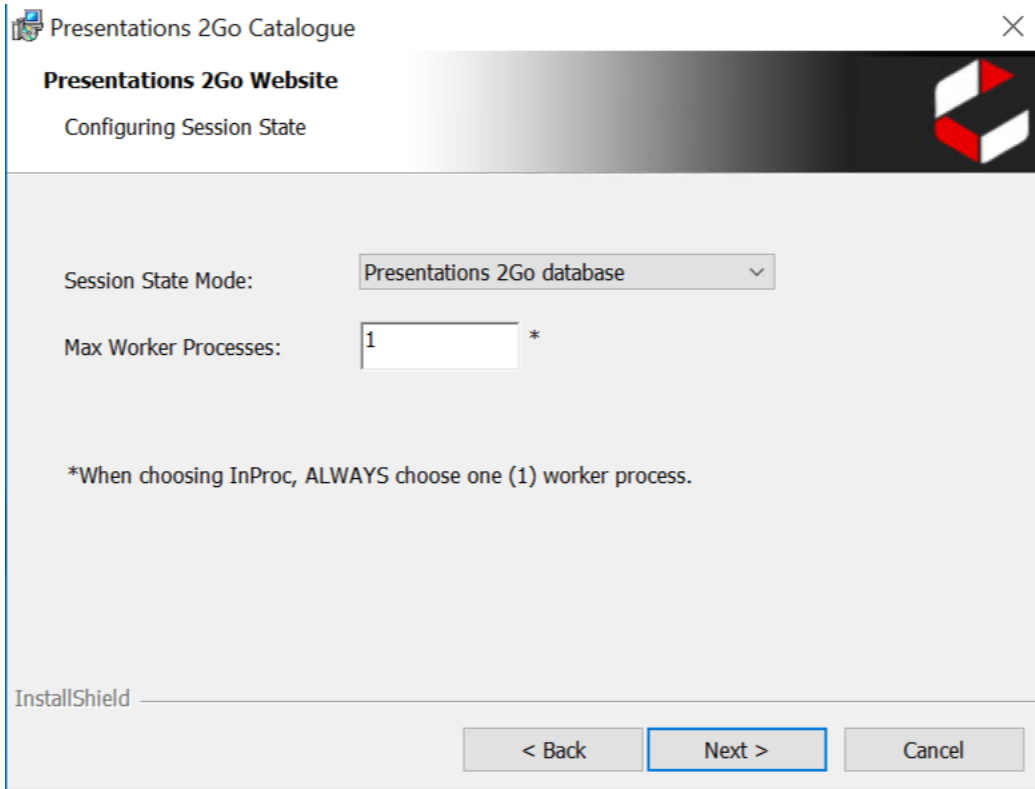 Presentations 2Go Catalogue
Presentations 2Go Website
Configuring Session State
Session State Mode: Presentations 2Go database
Max Worker Processes: 1 *
*When choosing InProc, ALWAYS choose one (1) worker process.
InstallShield
< Back Next > Cancel